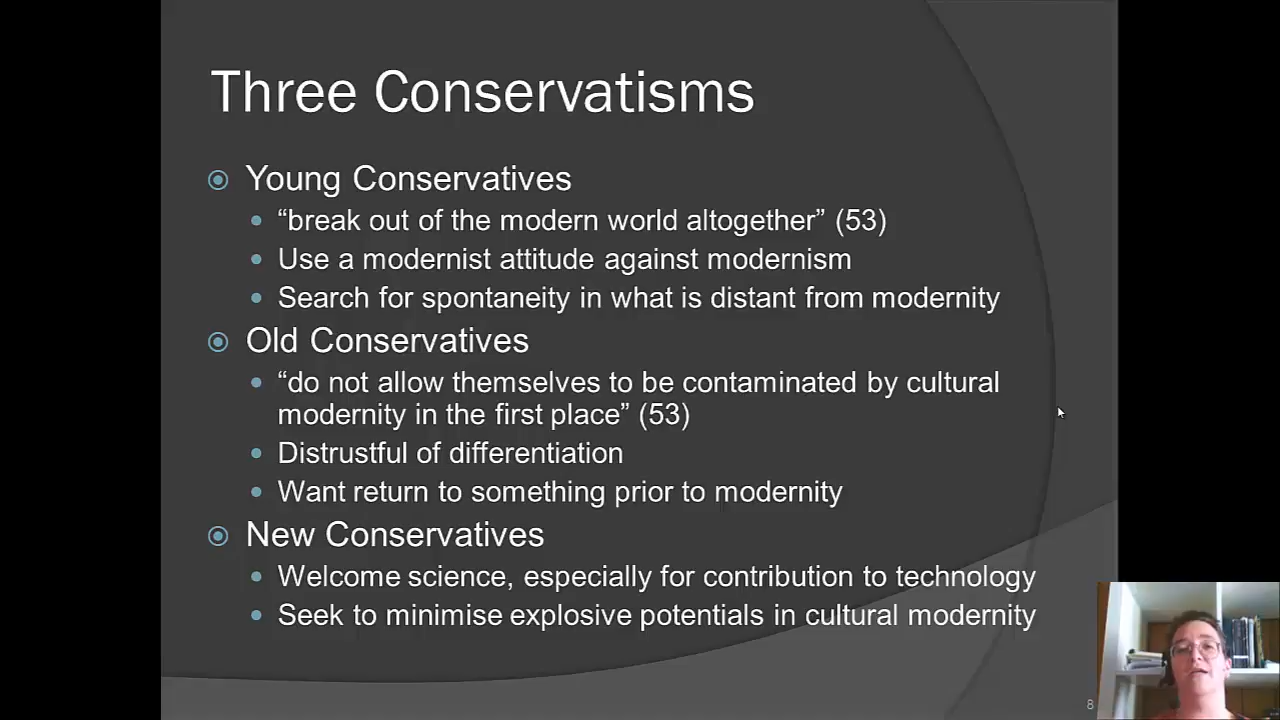 Three Conservatisms
Young Conservatives
“break out of the modern world altogether” (53)
Use a modernist attitude against modernism
Search for spontaneity in what is distant from modernity
Old Conservatives
“do not allow themselves to be contaminated by cultural
modernity in the first place” (53)
Distrustful of differentiation
Want return to something prior to modernity
New Conservatives
Welcome science, especially for contribution to technology
Seek to minimise explosive potentials in cultural modernity
8